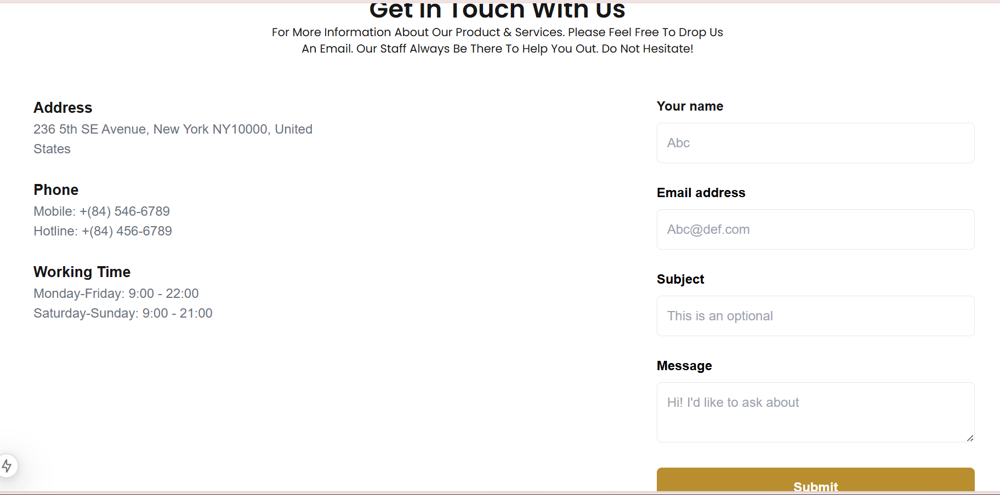 Get In Touch With Us
For More Information About Our Product & Services. Please Feel Free To Drop Us
An Email. Our Staff Always Be There To Help You Out. Do Not Hesitate!
Address
236 5th SE Avenue, New York NY10000, United
States
Phone
Mobile: +(84) 546-6789
Hotline: +(84) 456-6789
Working Time
Monday-Friday: 9:00 - 22:00
Saturday-Sunday: 9:00 - 21:00
Your name
Abc
Email address
Abc@def.com
Subject
This is an optional
Message
Hi! I'd like to ask about
Submit